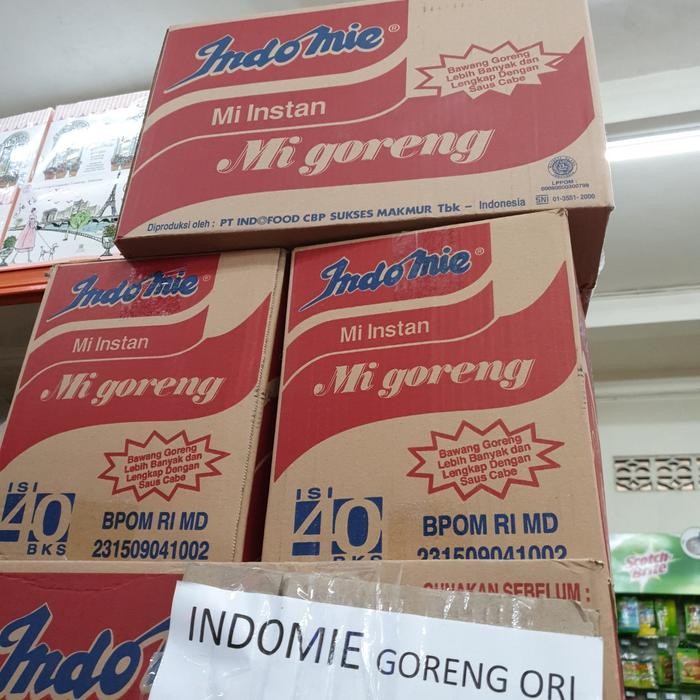 Indomie®
Mi Instan
Mi goreng
Bawang Goreng
Lebih Banyak dan
Lengkap Dengan
Saus Cabe
LPPOM :
Diproduksi oleh : PT INDOFOOD CBP SUKSES MAKMUR Tbk – Indonesia
SNI 01-3551-2000
Indomie®
Mi Instan
Mi goreng
Bawang Goreng
Lebih Banyak dan
Lengkap Dengan
Saus Cabe
ISI
40
BKS
BPOM RI MD
231509041002
Indomie®
Mi Instan
Mi goreng
Bawang Goreng
Lebih Banyak dan
Lengkap Dengan
Saus Cabe
ISI
40
BKS
BPOM RI MD
231509041002
GUNAKAN SEBELUM :
Indo
INDOMIE GORENG ORI
Scotch-
Brite